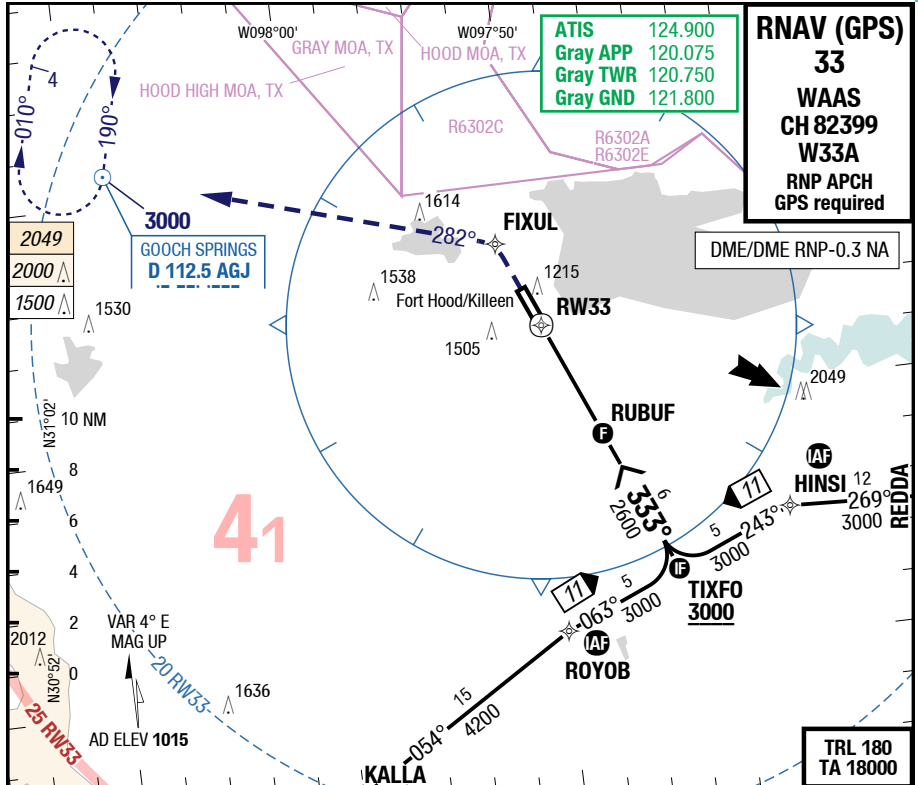 W098°00'
W097°50'
GRAY MOA, TX
HOOD MOA, TX
HOOD HIGH MOA, TX
R6302C
R6302A
R6302E
ATIS 124.900
Gray APP 120.075
Gray TWR 120.750
Gray GND 121.800
RNAV (GPS)
33
WAAS
CH 82399
W33A
RNP APCH
GPS required
DME/DME RNP-0.3 NA
4
010°
190°
3000
GOOCH SPRINGS
D 112.5 AGJ
2049
2000
1500
1530
1614
282°
FIXUL
1538
1215
Fort Hood/Killeen
RW33
1505
2049
RUBUF
F
N31°02'
10 NM
8
6
4
2
0
N30°52'
1649
41
333°
6
2600
11
IAF
HINSI
12
269°
3000
REDDA
243°
5
3000
IF
TIXFO
3000
11
5
063°
3000
IAF
ROYOB
15
054°
4200
KALLA
2012
VAR 4° E
MAG UP
AD ELEV 1015
1636
20 RW33
25 RW33
TRL 180
TA 18000